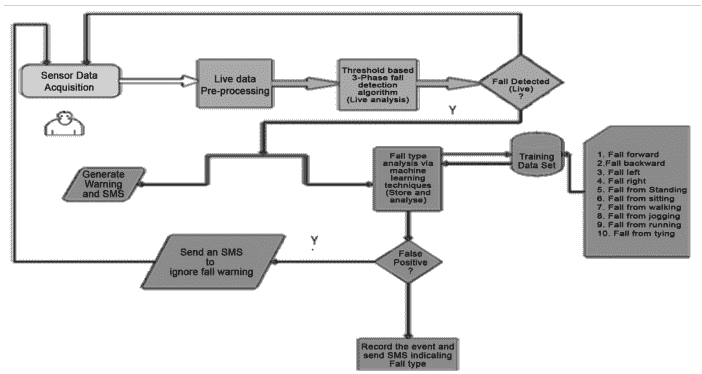 Sensor Data
Acquisition
Live data
Pre-processing
Threshold based
3-Phase fall
detection
algorithm
(Live analysis)
Fall Detected
(Live)
?
Y
Generate
Warning
and SMS
Fall type
analysis via
machine
learning
techniques
(Store and
analyse)
Training
Data Set
1. Fall forward
2.Fall backward
3. Fall left
4. Fall right
5. Fall from Standing
6. Fall from sitting
7. Fall from walking
8. Fall from jogging
9. Fall from running
10. Fall from tying
Send an SMS
to
ignore fall warning
Y
.
False
Positive
?
Record the event and
send SMS indicaling
Fall type